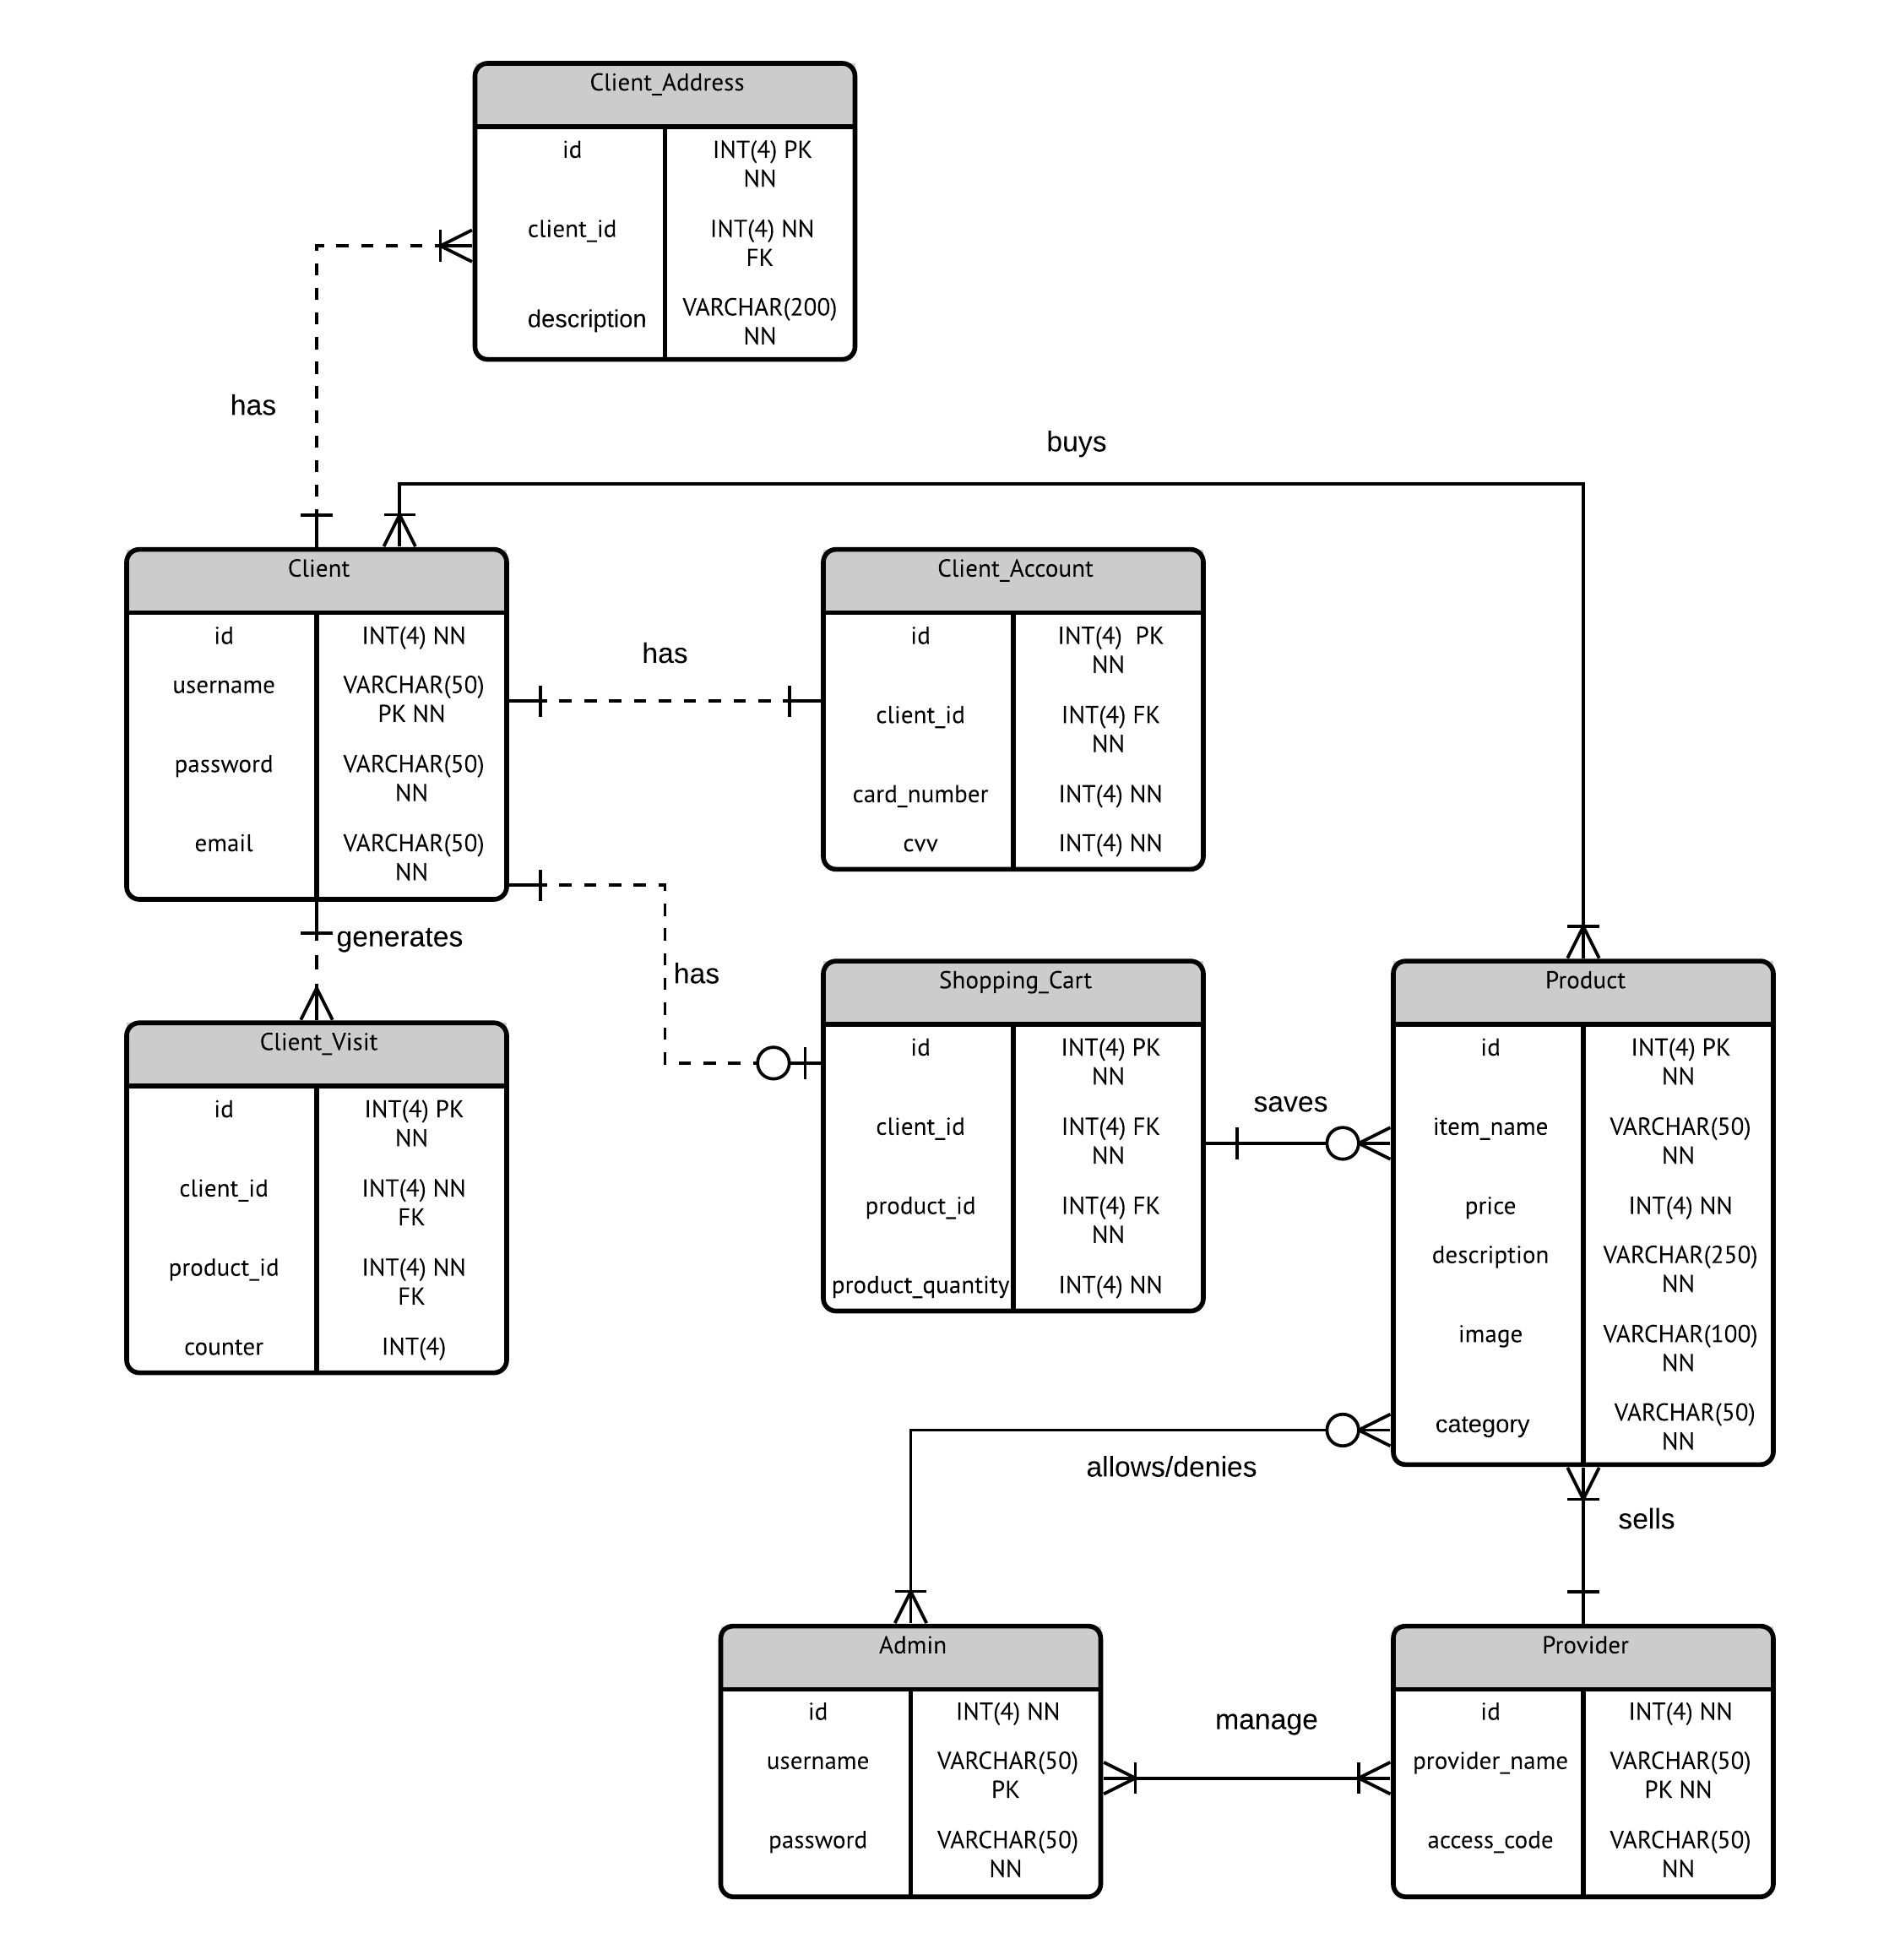 Client_Address
id INT(4) PK
NN
client_id INT(4) NN
FK
description VARCHAR(200)
NN
has
buys
Client
id INT(4) NN
username VARCHAR(50)
PK NN
password VARCHAR(50)
NN
email VARCHAR(50)
NN
has
Client_Account
id INT(4) PK
NN
client_id INT(4) FK
NN
card_number INT(4) NN
cvv INT(4) NN
generates
has
Client_Visit
id INT(4) PK
NN
client_id INT(4) NN
FK
product_id INT(4) NN
FK
counter INT(4)
Shopping_Cart
id INT(4) PK
NN
client_id INT(4) FK
NN
product_id INT(4) FK
NN
product_quantity INT(4) NN
saves
Product
id INT(4) PK
NN
item_name VARCHAR(50)
NN
price INT(4) NN
description VARCHAR(250)
NN
image VARCHAR(100)
NN
category VARCHAR(50)
NN
allows/denies
sells
Admin
id INT(4) NN
username VARCHAR(50)
PK
password VARCHAR(50)
NN
manage
Provider
id INT(4) NN
provider_name VARCHAR(50)
PK NN
access_code VARCHAR(50)
NN